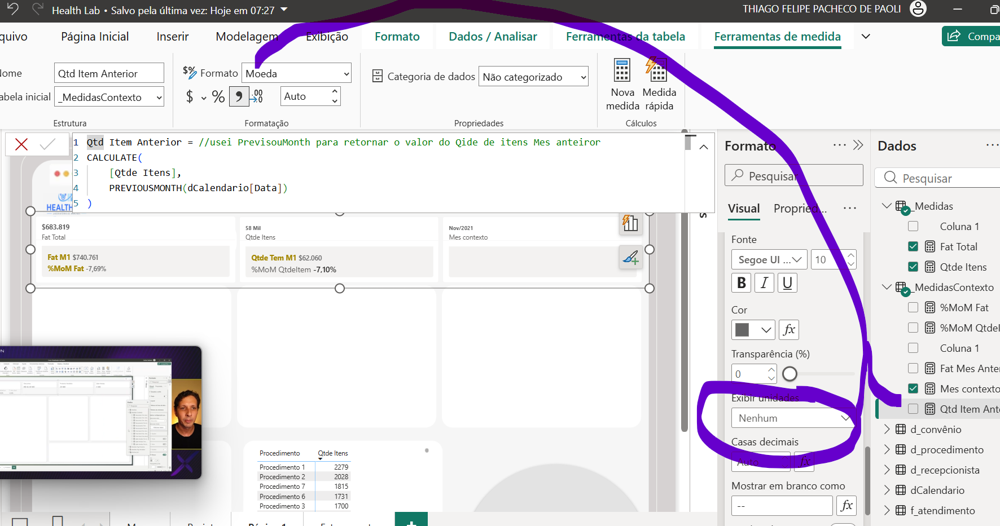 Health Lab • Salvo pela última vez: Hoje em 07:27
THIAGO FELIPE PACHECO DE PAOLI
quivo
Página Inicial
Inserir
Modelagem
Exibição
Formato
Dados / Analisar
Ferramentas da tabela
Ferramentas de medida
Compa
ome
Qtd Item Anterior
Formato
Moeda
Categoria de dados
Não categorizado
Nova
medida
Medida
rápida
abela inicial
_MedidasContexto
$ % , .00 →0
Auto
Estrutura
Formatação
Propriedades
Cálculos
1 Qtd Item Anterior = //usei PrevisouMonth para retornar o valor do Qide de itens Mes anteiror
2 CALCULATE(
3 [Qtde Itens],
4 PREVIOUSMONTH(dCalendario[Data])
5 )
HEALTH
$683.819
Fat Total
Fat M1 $740.761
%MoM Fat -7,69%
58 Mil
Qtde Itens
Qtde Tem M1 $62.060
%MoM QtdeItem -7,10%
Nov/2021
Mes contexto
Procedimento Qtde Itens
Procedimento 1 2279
Procedimento 2 2028
Procedimento 7 1815
Procedimento 6 1731
Procedimento 3 1700
Formato
Pesquisar
Visual
Propried...
Fonte
Segoe UI ...
10
B I U
Cor
fx
Transparência (%)
0
Exibir unidades
Nenhum
Casas decimais
Auto
fx
Mostrar em branco como
--
fx
Dados
Pesquisar
_Medidas
Coluna 1
Fat Total
Qtde Itens
_MedidasContexto
%MoM Fat
%MoM QtdeI
Coluna 1
Fat Mes Anter
Mes contexto
Qtd Item Ante
d_convênio
d_procedimento
d_recepcionista
dCalendario
f_atendimento
Página 1